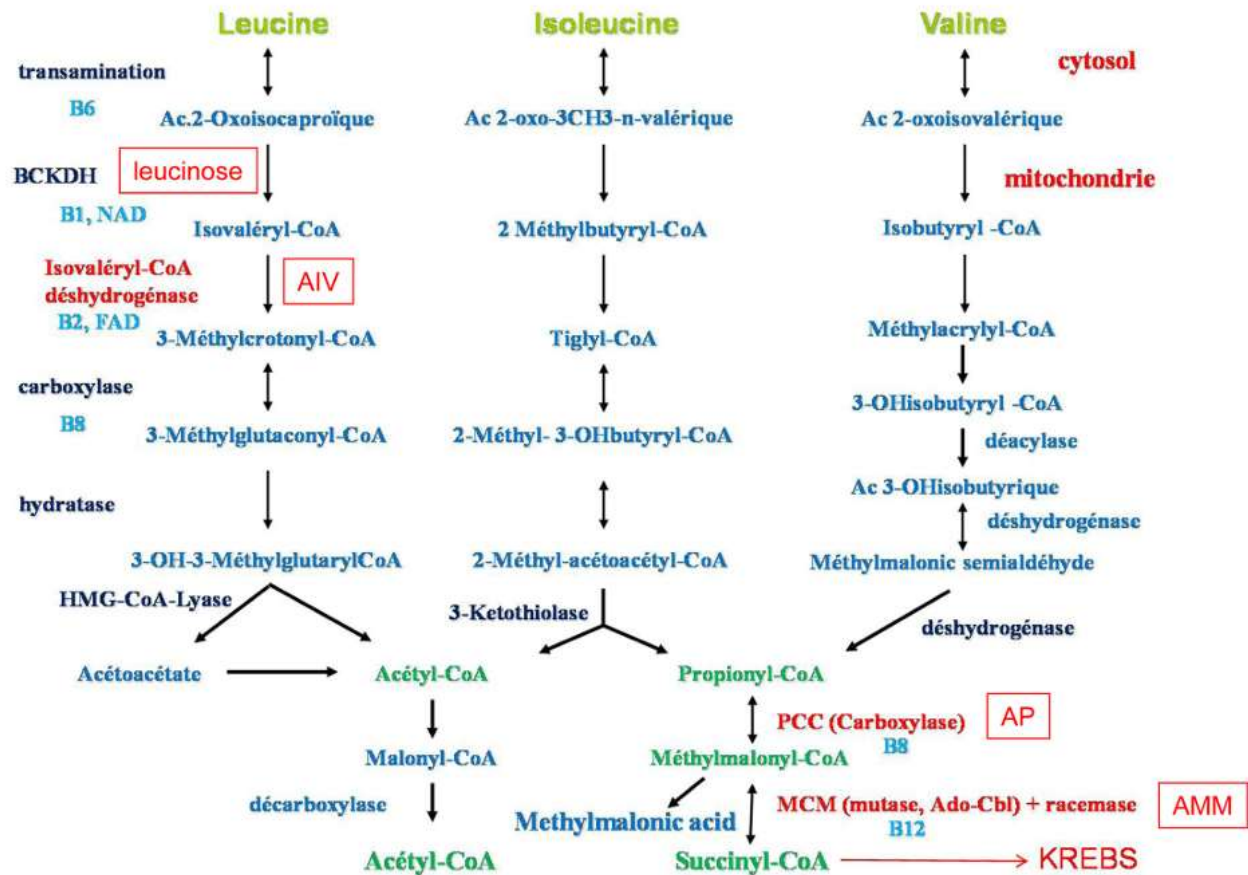 Leucine Isoleucine Valine
transamination cytosol
B6
Ac.2-Oxoisocaproïque Ac 2-oxo-3CH3-n-valérique Ac 2-oxoisovalérique
BCKDH leucinose mitochondrie
B1, NAD
Isovaléryl-CoA 2 Méthylbutyryl-CoA Isobutyryl -CoA
Isovaléryl-CoA
déshydrogénase AIV
B2, FAD
3-Méthylcrotonyl-CoA Tiglyl-CoA Méthylacrylyl-CoA
carboxylase
B8
3-OHisobutyryl -CoA
3-Méthylglutaconyl-CoA 2-Méthyl- 3-OHbutyryl-CoA déacylase
Ac 3-OHisobutyrique
hydratase déshydrogénase
3-OH-3-MéthylglutarylCoA 2-Méthyl-acétoacétyl-CoA Méthylmalonic semialdéhyde
HMG-CoA-Lyase 3-Ketothiolase déshydrogénase
Acétoacétate Acétyl-CoA Propionyl-CoA
PCC (Carboxylase) AP
B8
Malonyl-CoA Méthylmalonyl-CoA
décarboxylase MCM (mutase, Ado-Cbl) + racemase AMM
Methylmalonic acid B12
Acétyl-CoA Succinyl-CoA KREBS